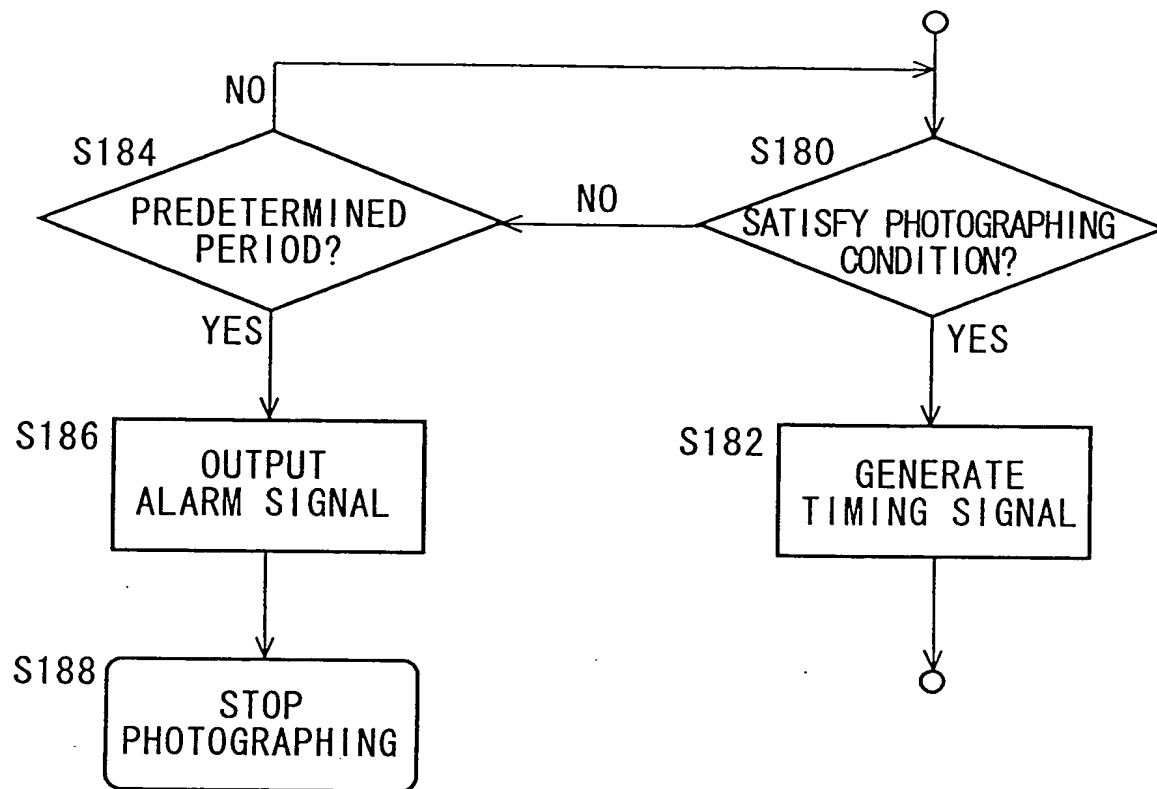 NO
S184
PREDETERMINED
PERIOD?
YES
S186
OUTPUT
ALARM SIGNAL
S188
STOP
PHOTOGRAPHING
NO
S180
SATISFY PHOTOGRAPHING
CONDITION?
YES
S182
GENERATE
TIMING SIGNAL